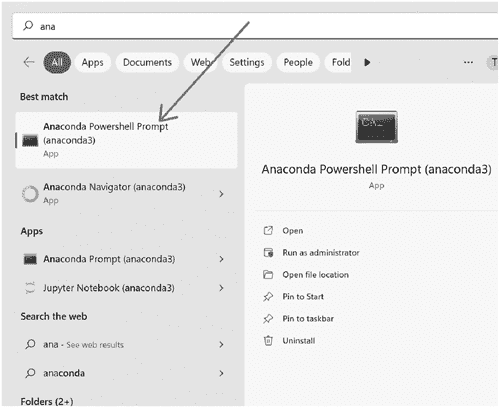 ana
All Apps Documents Web Settings People Fold ... T
Best match
Anaconda Powershell Prompt
(anaconda3)
App
Anaconda Navigator (anaconda3)
App
Apps
Anaconda Prompt (anaconda3)
Jupyter Notebook (anaconda3)
Search the web
ana - See web results
anaconda
Folders (2+)
Anaconda Powershell Prompt (anaconda3)
App
Open
Run as administrator
Open file location
Pin to Start
Pin to taskbar
Uninstall